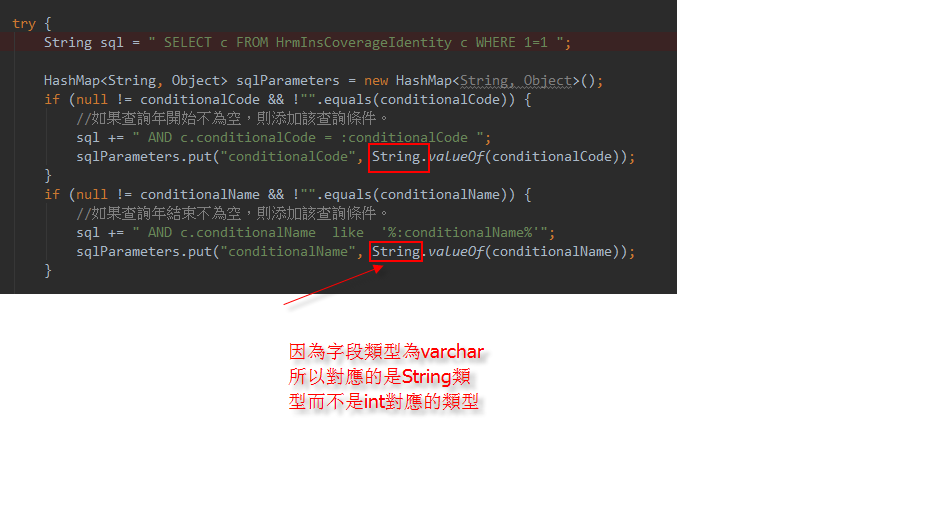 try {
String sql = " SELECT c FROM HrmInsCoverageIdentity c WHERE 1=1 ";
HashMap<String, Object> sqlParameters = new HashMap<String, Object>();
if (null != conditionalCode && !"".equals(conditionalCode)) {
//如果查詢年開始不為空，則添加該查詢條件。
sql += " AND c.conditionalCode = :conditionalCode ";
sqlParameters.put("conditionalCode", String.valueOf(conditionalCode));
}
if (null != conditionalName && !"".equals(conditionalName)) {
//如果查詢年結束不為空，則添加該查詢條件。
sql += " AND c.conditionalName  like  '%:conditionalName%'";
sqlParameters.put("conditionalName", String.valueOf(conditionalName));
}
因為字段類型為varchar
所以對應的是String類
型而不是int對應的類型